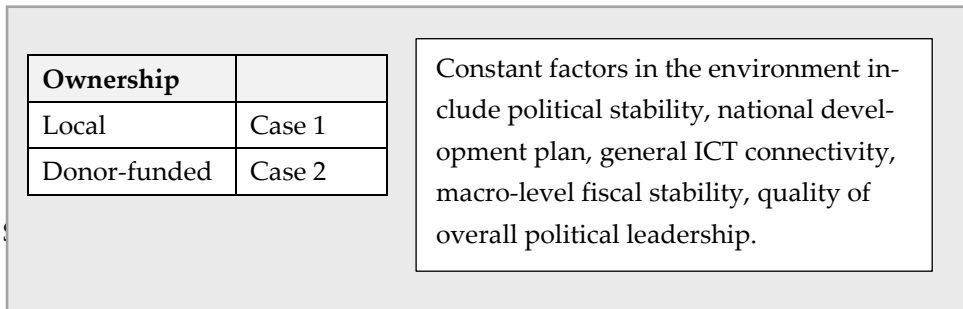 Ownership
Local Case 1
Donor-funded Case 2
Constant factors in the environment in-
clude political stability, national devel-
opment plan, general ICT connectivity,
macro-level fiscal stability, quality of
overall political leadership.